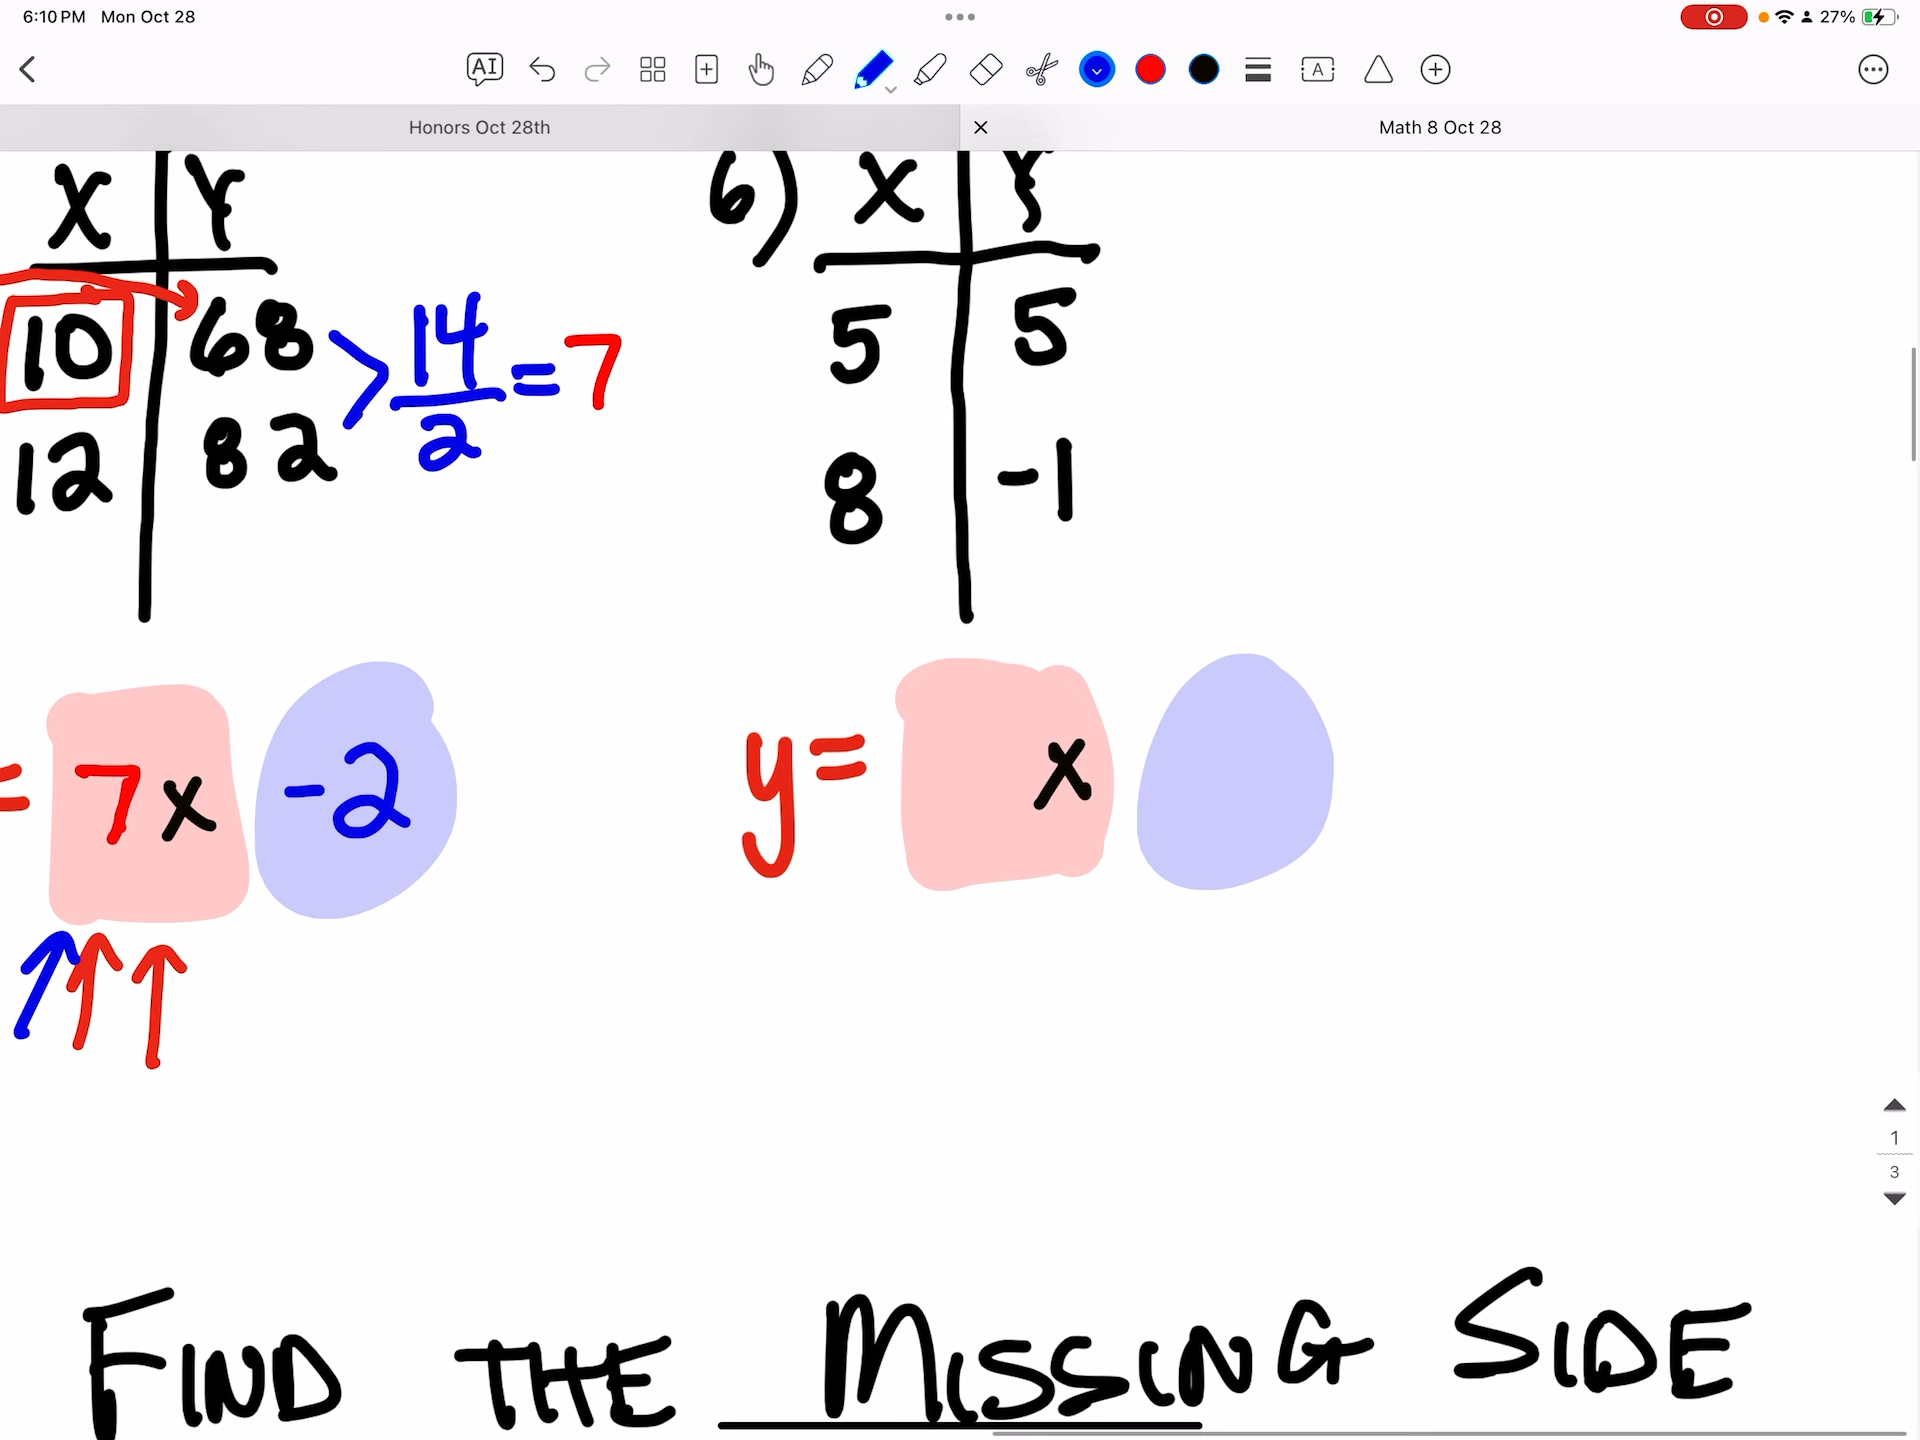 6:10 PM Mon Oct 28
27%
AI
A
Honors Oct 28th
Math 8 Oct 28
X Y
10 68
12 82
14
2
= 7
= 7x -2
6) X Y
5 5
8 -1
y= x
1
3
FIND THE MISSING SIDE